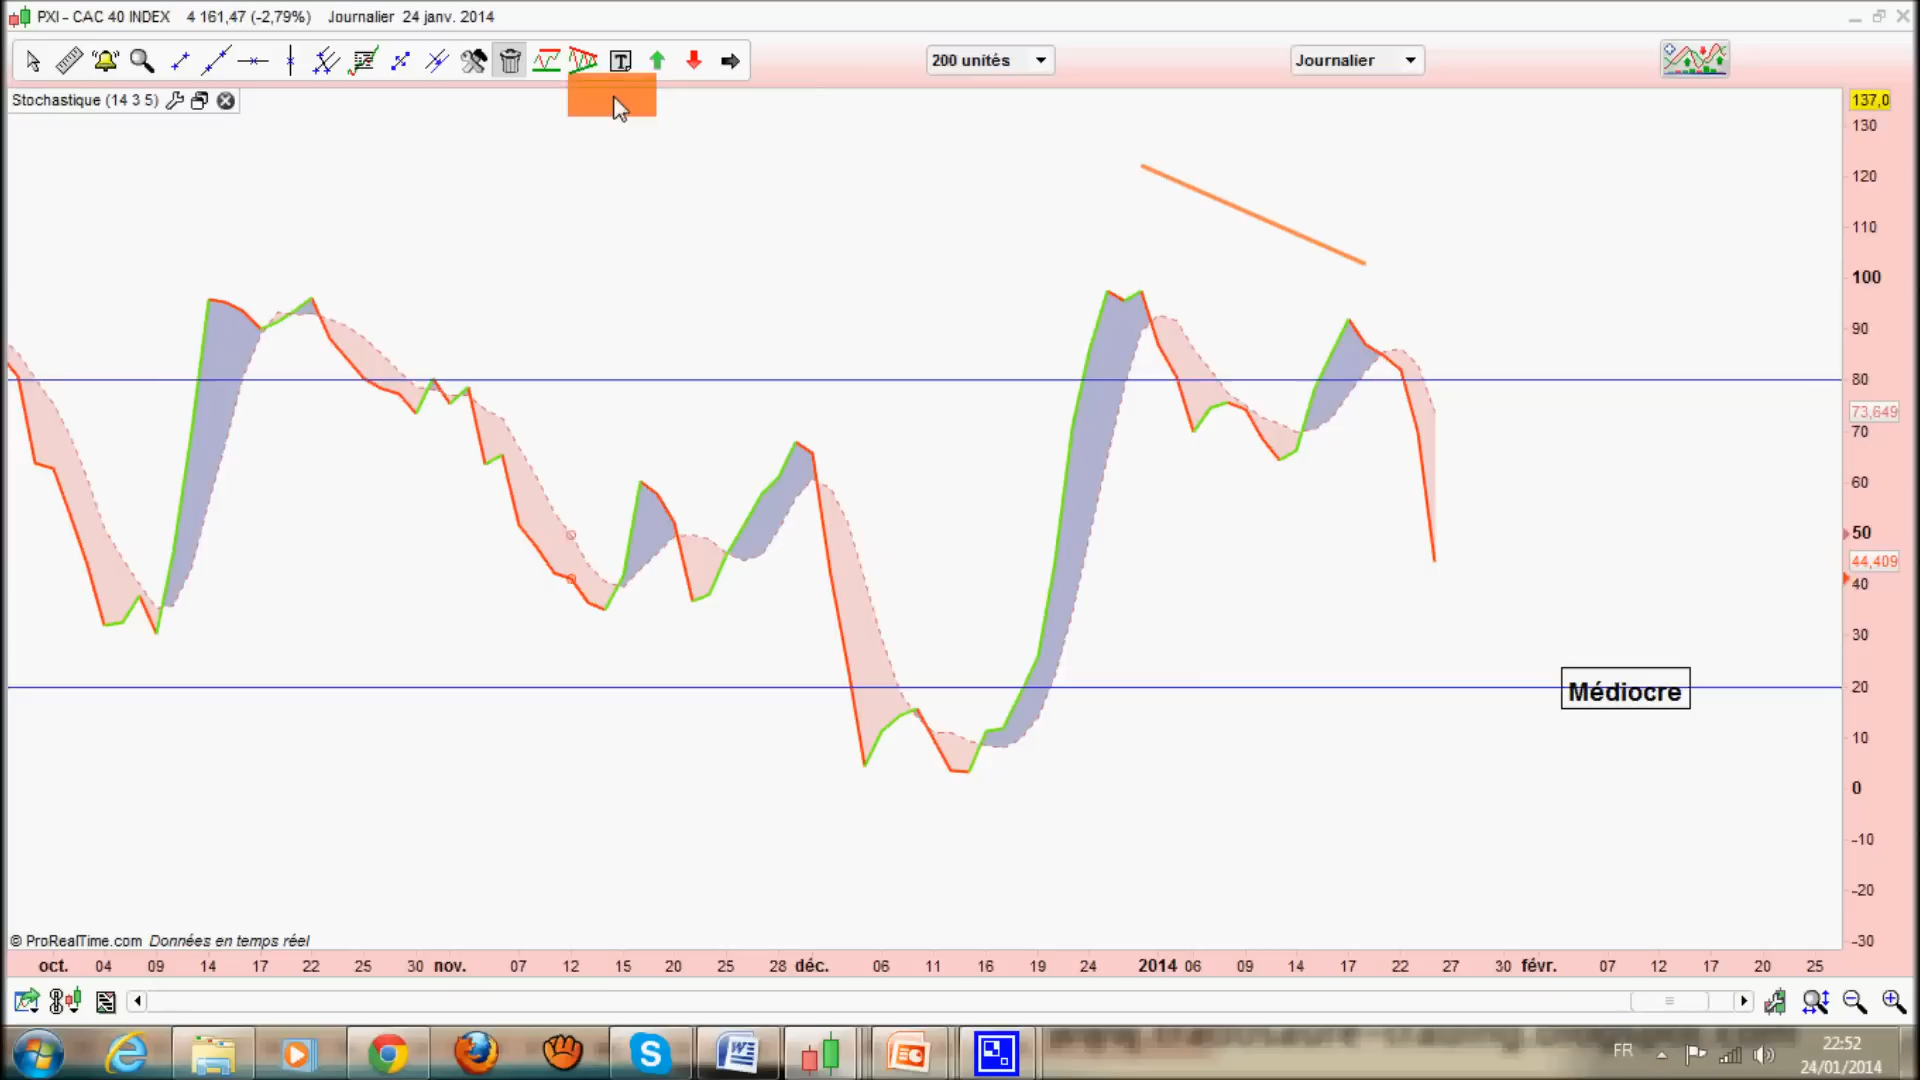 PXI - CAC 40 INDEX 4 161,47 (-2,79%) Journalier 24 janv. 2014
200 unités
Journalier
Stochastique (14 3 5)
137,0
130
120
110
100
90
80
73,649
70
60
50
44,409
40
30
20
Médiocre
10
0
-10
-20
-30
© ProRealTime.com Données en temps réel
oct. 04 09 14 17 22 25 30 nov. 07 12 15 20 25 28 déc. 06 11 16 19 24 2014 06 09 14 17 22 27 30 févr. 07 12 17 20 25
FR
22:52
24/01/2014